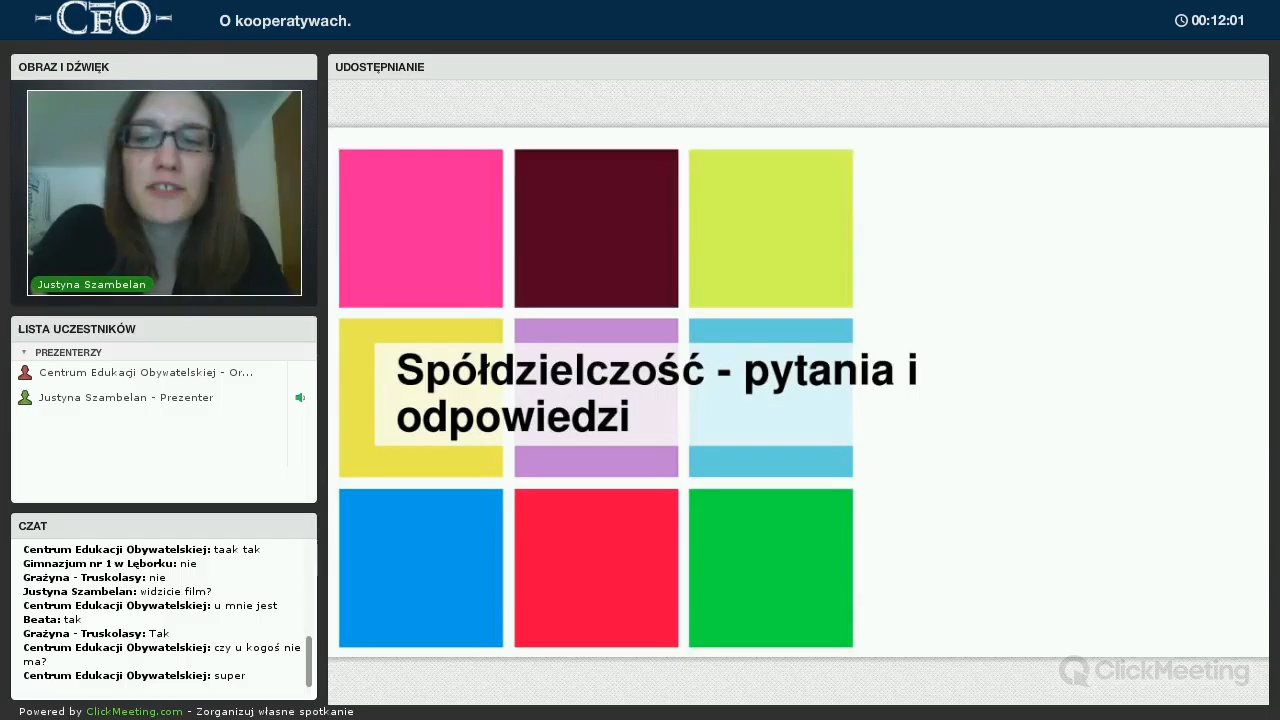 CEO
O kooperatywach.
00:12:01
OBRAZ I DŹWIĘK
UDOSTĘPNIANIE
Justyna Szambelan
LISTA UCZESTNIKÓW
PREZENTERZY
Centrum Edukacji Obywatelskiej - Or...
Justyna Szambelan - Prezenter
Spółdzielczość - pytania i
odpowiedzi
CZAT
Centrum Edukacji Obywatelskiej: taak tak
Gimnazjum nr 1 w Lęborku: nie
Grażyna - Truskolasy: nie
Justyna Szambelan: widzicie film?
Centrum Edukacji Obywatelskiej: u mnie jest
Beata: tak
Grażyna - Truskolasy: Tak
Centrum Edukacji Obywatelskiej: czy u kogoś nie
ma?
Centrum Edukacji Obywatelskiej: super
ClickMeeting
Powered by ClickMeeting.com - Zorganizuj własne spotkanie